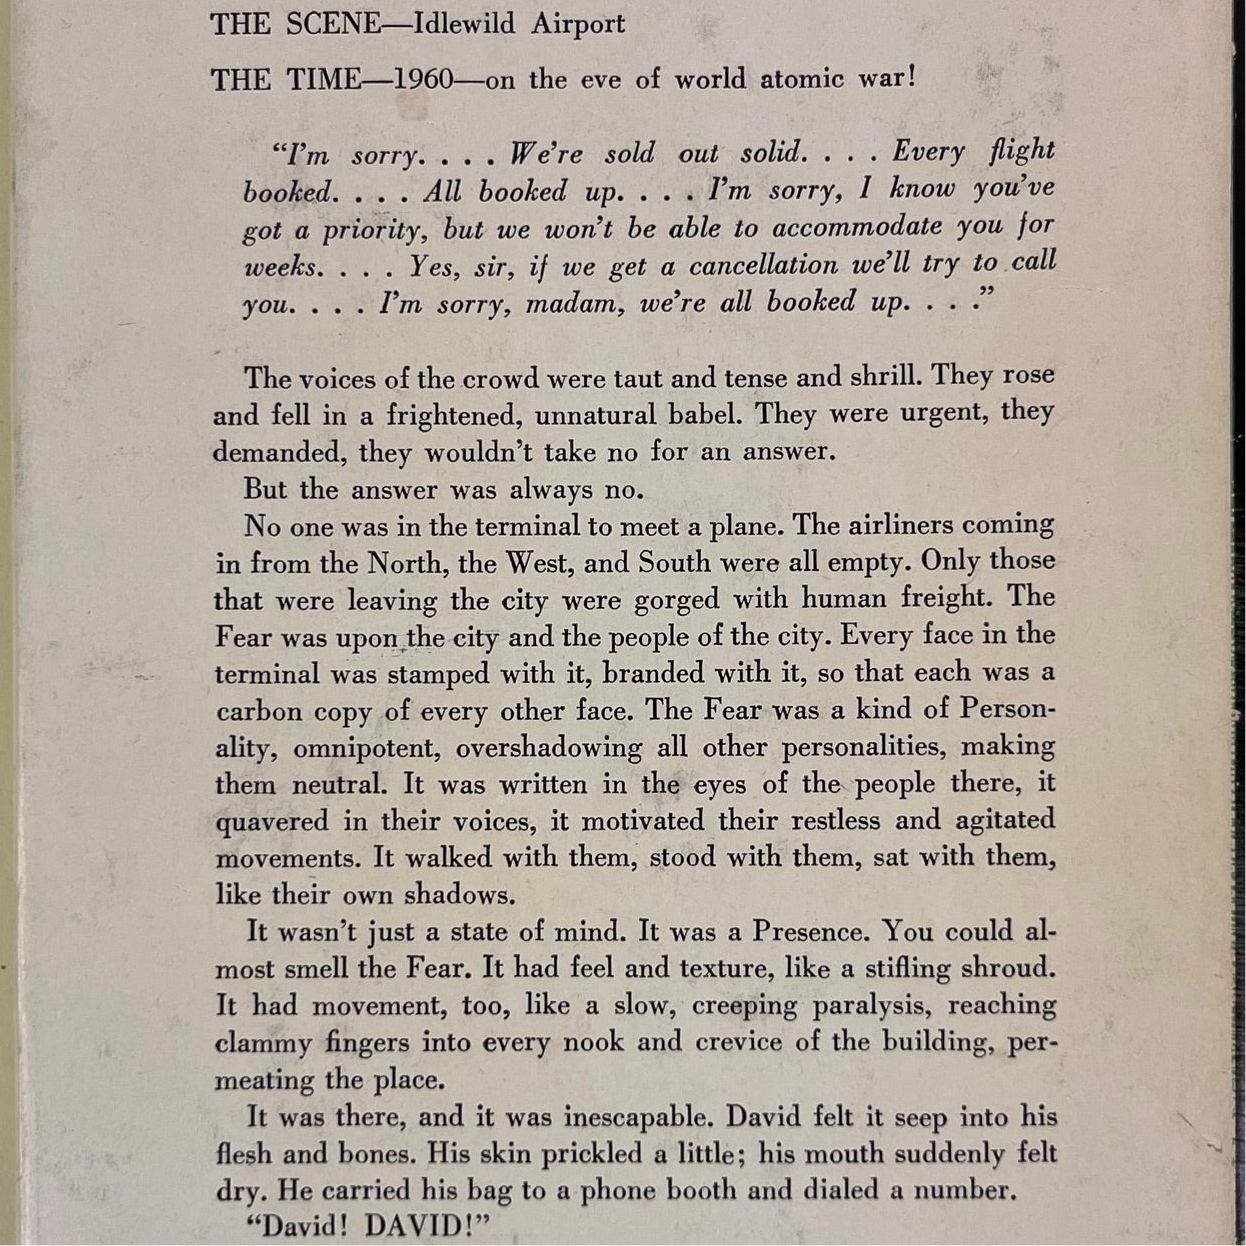 THE SCENE—Idlewild Airport
THE TIME—1960—on the eve of world atomic war!
“I’m sorry. . . . We’re sold out solid. . . . Every flight
booked. . . . All booked up. . . . I’m sorry, I know you’ve
got a priority, but we won’t be able to accommodate you for
weeks. . . . Yes, sir, if we get a cancellation we’ll try to call
you. . . . I’m sorry, madam, we’re all booked up. . . .”
The voices of the crowd were taut and tense and shrill. They rose
and fell in a frightened, unnatural babel. They were urgent, they
demanded, they wouldn’t take no for an answer.
But the answer was always no.
No one was in the terminal to meet a plane. The airliners coming
in from the North, the West, and South were all empty. Only those
that were leaving the city were gorged with human freight. The
Fear was upon the city and the people of the city. Every face in the
terminal was stamped with it, branded with it, so that each was a
carbon copy of every other face. The Fear was a kind of Person-
ality, omnipotent, overshadowing all other personalities, making
them neutral. It was written in the eyes of the people there, it
quavered in their voices, it motivated their restless and agitated
movements. It walked with them, stood with them, sat with them,
like their own shadows.
It wasn’t just a state of mind. It was a Presence. You could al-
most smell the Fear. It had feel and texture, like a stifling shroud.
It had movement, too, like a slow, creeping paralysis, reaching
clammy fingers into every nook and crevice of the building, per-
meating the place.
It was there, and it was inescapable. David felt it seep into his
flesh and bones. His skin prickled a little; his mouth suddenly felt
dry. He carried his bag to a phone booth and dialed a number.
“David! DAVID!”